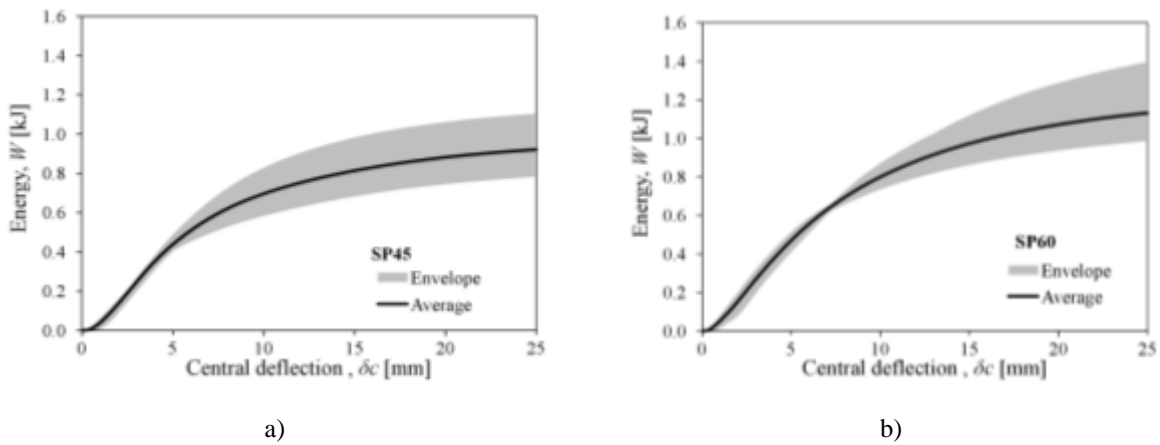 1.6
1.4
1.2
1.0
0.8
0.6
0.4
0.2
0.0
Energy, W [kJ]
SP45
Envelope
Average
0 5 10 15 20 25
Central deflection , δc [mm]
a)
1.6
1.4
1.2
1.0
0.8
0.6
0.4
0.2
0.0
Energy, W [kJ]
SP60
Envelope
Average
0 5 10 15 20 25
Central deflection , δc [mm]
b)